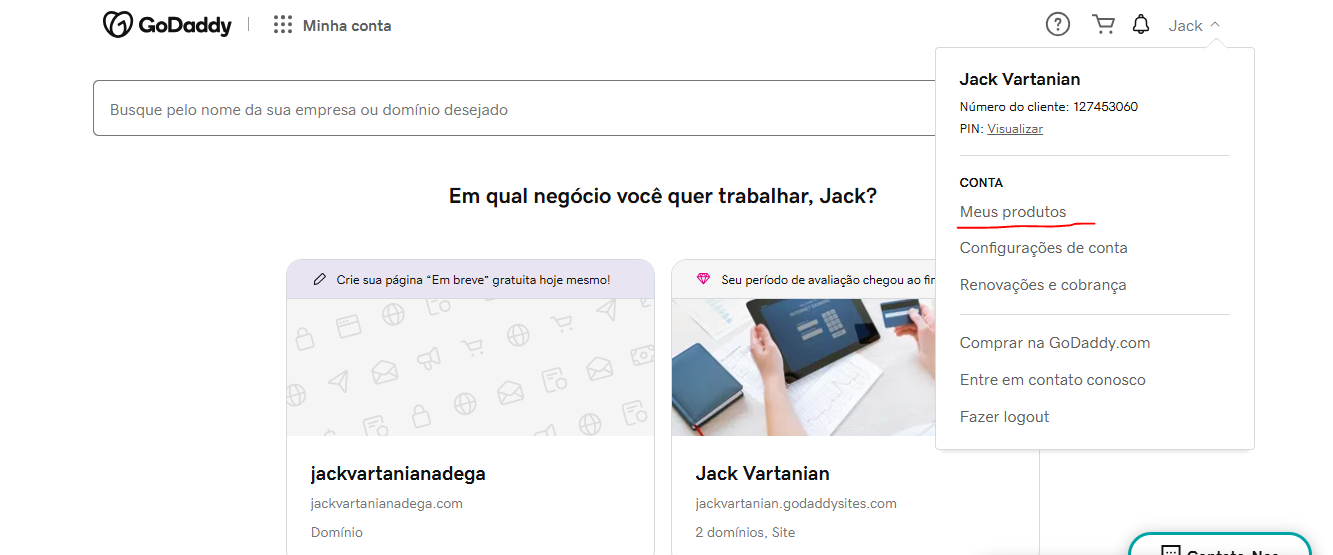 GoDaddy
Minha conta
Jack
Busque pelo nome da sua empresa ou domínio desejado
Jack Vartanian
Número do cliente: 127453060
PIN: Visualizar
CONTA
Meus produtos
Configurações de conta
Renovações e cobrança
Comprar na GoDaddy.com
Entre em contato conosco
Fazer logout
Em qual negócio você quer trabalhar, Jack?
Crie sua página “Em breve” gratuita hoje mesmo!
jackvartanianadega
jackvartanianadega.com
Domínio
Seu período de avaliação chegou ao
Jack Vartanian
jackvartanian.godaddysites.com
2 domínios, Site